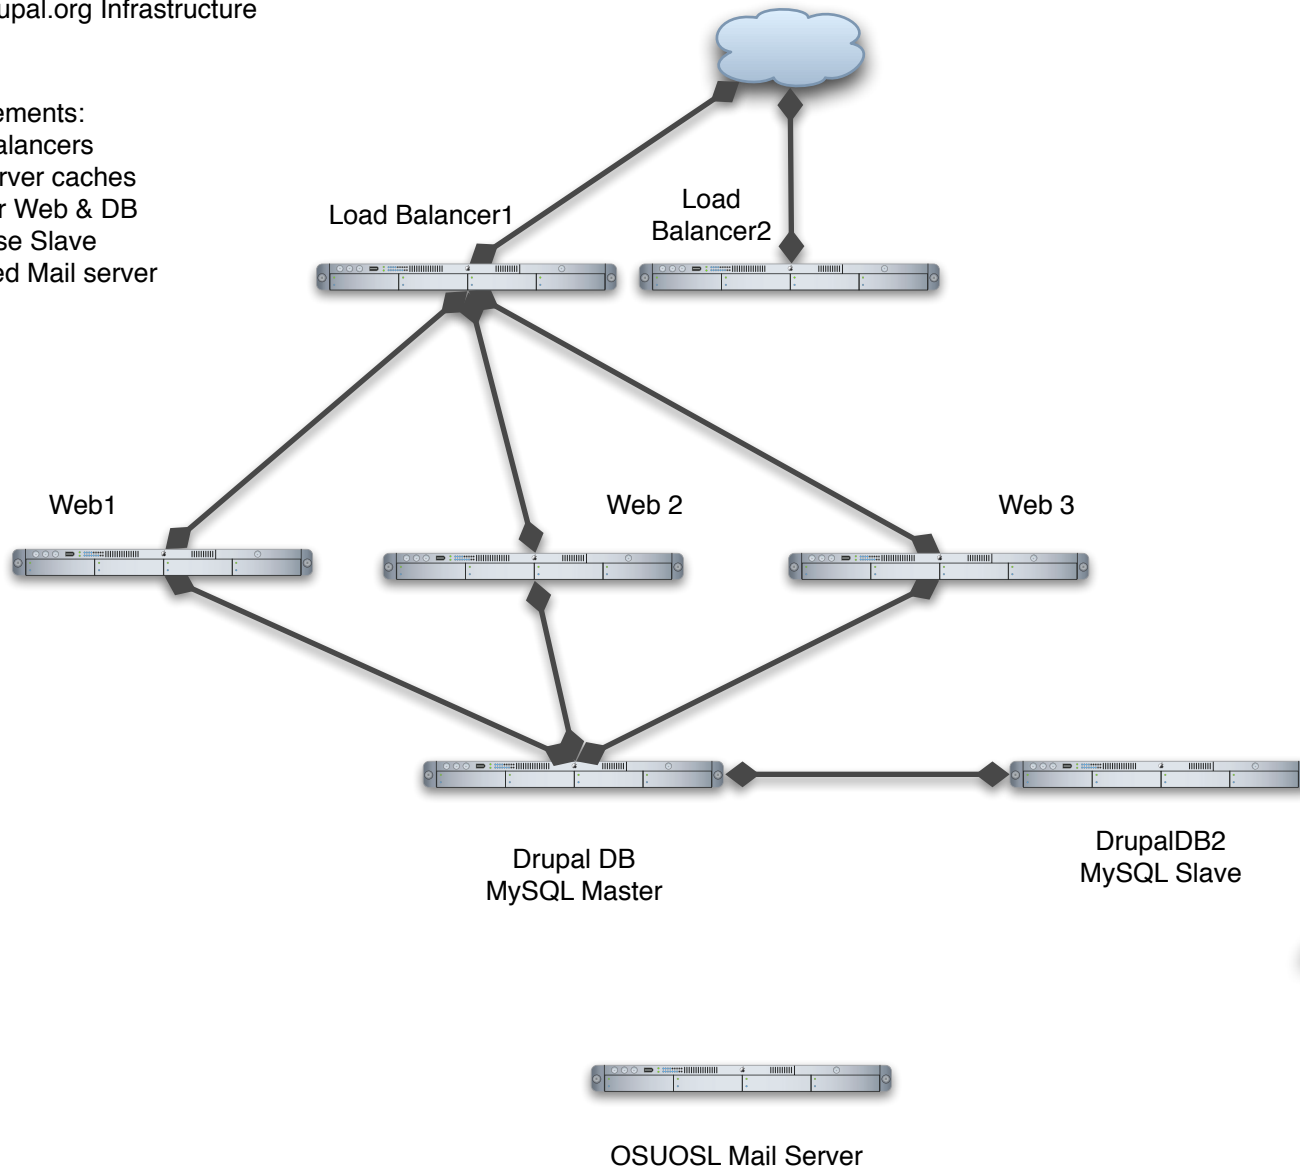 upal.org Infrastructure
ements:
alancers
rver caches
r Web & DB
se Slave
ed Mail server
Load Balancer1
Load
Balancer2
Web1
Web 2
Web 3
Drupal DB
MySQL Master
DrupalDB2
MySQL Slave
OSUOSL Mail Server